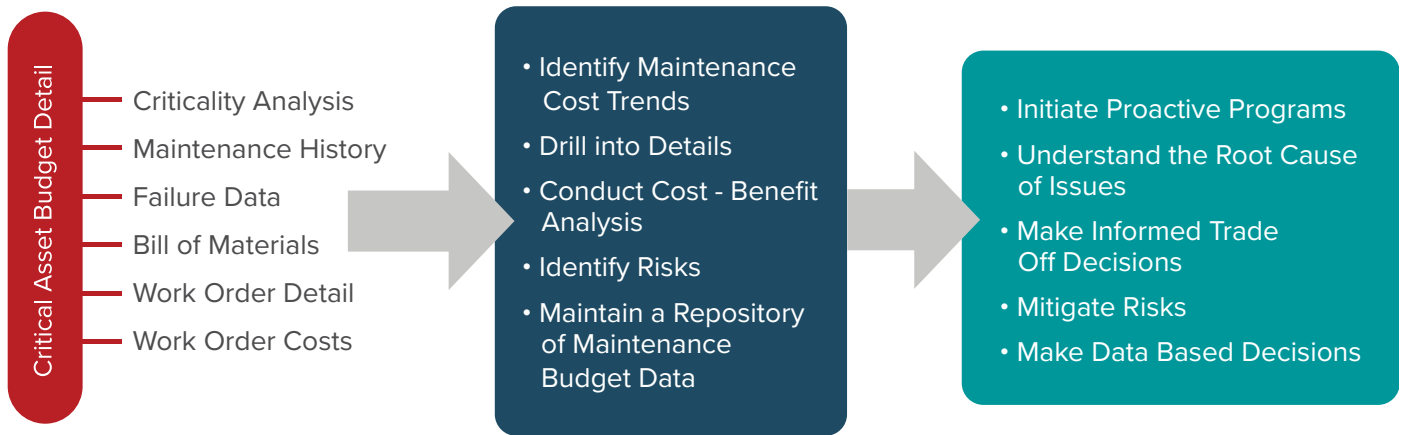 Critical Asset Budget Detail
Criticality Analysis
Maintenance History
Failure Data
Bill of Materials
Work Order Detail
Work Order Costs
• Identify Maintenance
Cost Trends
• Drill into Details
• Conduct Cost - Benefit
Analysis
• Identify Risks
• Maintain a Repository
of Maintenance
Budget Data
• Initiate Proactive Programs
• Understand the Root Cause
of Issues
• Make Informed Trade
Off Decisions
• Mitigate Risks
• Make Data Based Decisions